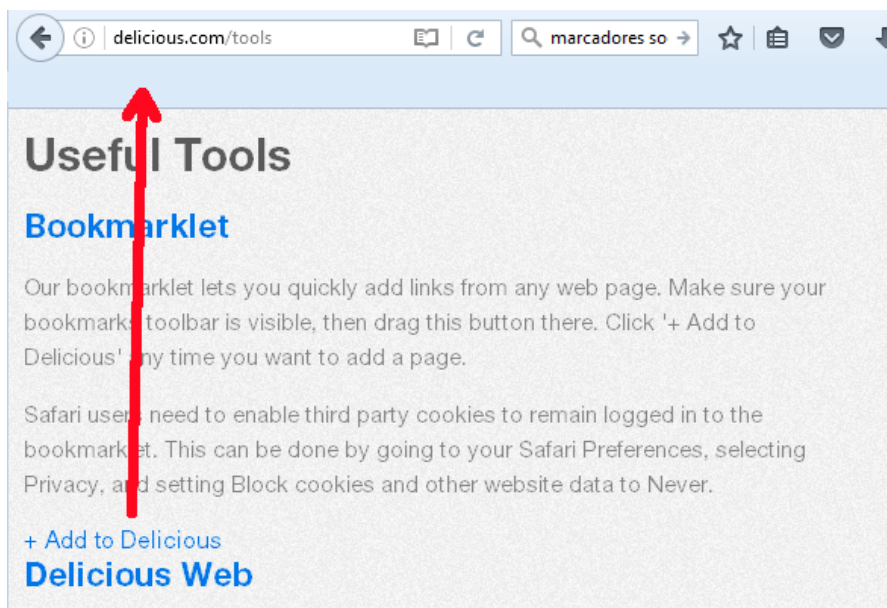 delicious.com/tools
marcadores so
Useful Tools
Bookmarklet
Our bookmarklet lets you quickly add links from any web page. Make sure your
bookmarks toolbar is visible, then drag this button there. Click '+ Add to
Delicious' any time you want to add a page.
Safari users need to enable third party cookies to remain logged in to the
bookmarklet. This can be done by going to your Safari Preferences, selecting
Privacy, and setting Block cookies and other website data to Never.
+ Add to Delicious
Delicious Web